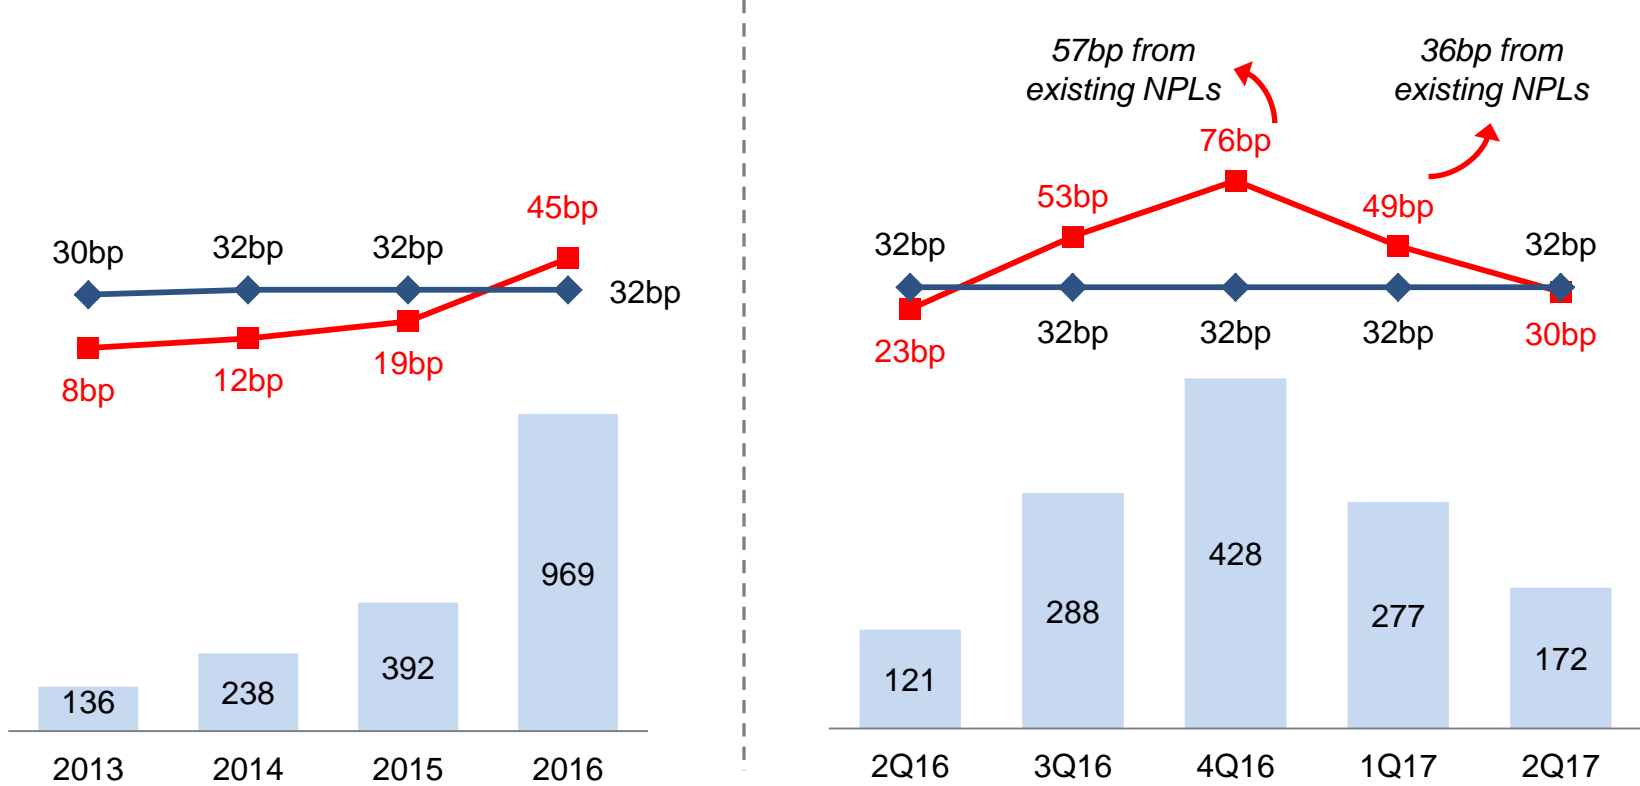 30bp
32bp
32bp
45bp
32bp
8bp
12bp
19bp
136
238
392
969
2013
2014
2015
2016
57bp from
existing NPLs
36bp from
existing NPLs
76bp
53bp
49bp
32bp
32bp
23bp
32bp
32bp
32bp
30bp
121
288
428
277
172
2Q16
3Q16
4Q16
1Q17
2Q17